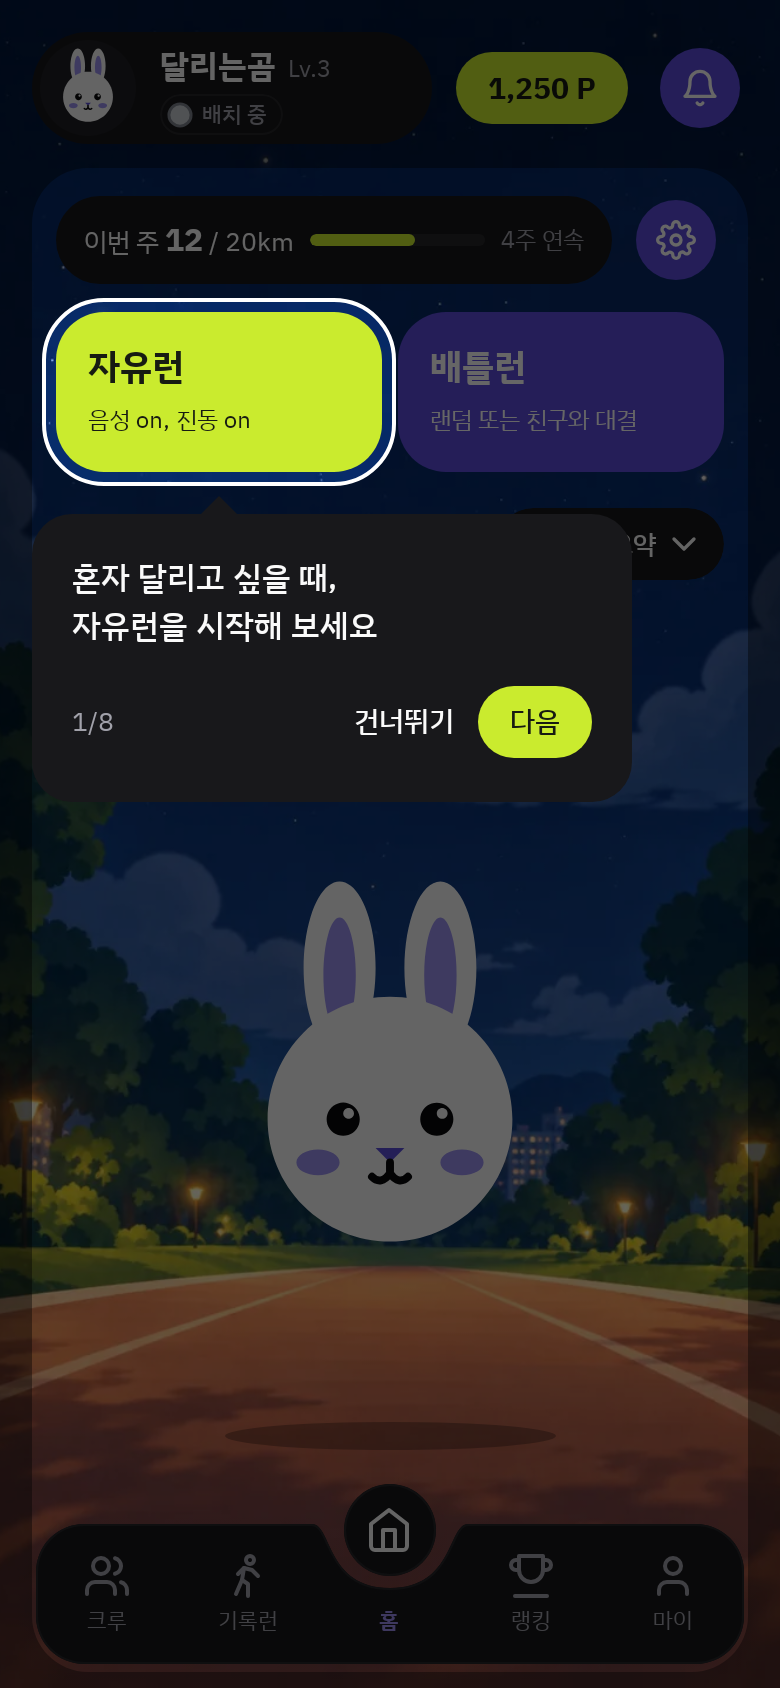 달리는곰 Lv.3
배치 중
1,250 P
이번 주 12 / 20km
4주 연속
자유런
음성 on, 진동 on
배틀런
랜덤 또는 친구와 대결
약
혼자 달리고 싶을 때,
자유런을 시작해 보세요
1/8
건너뛰기
다음
크루
기록런
홈
랭킹
마이